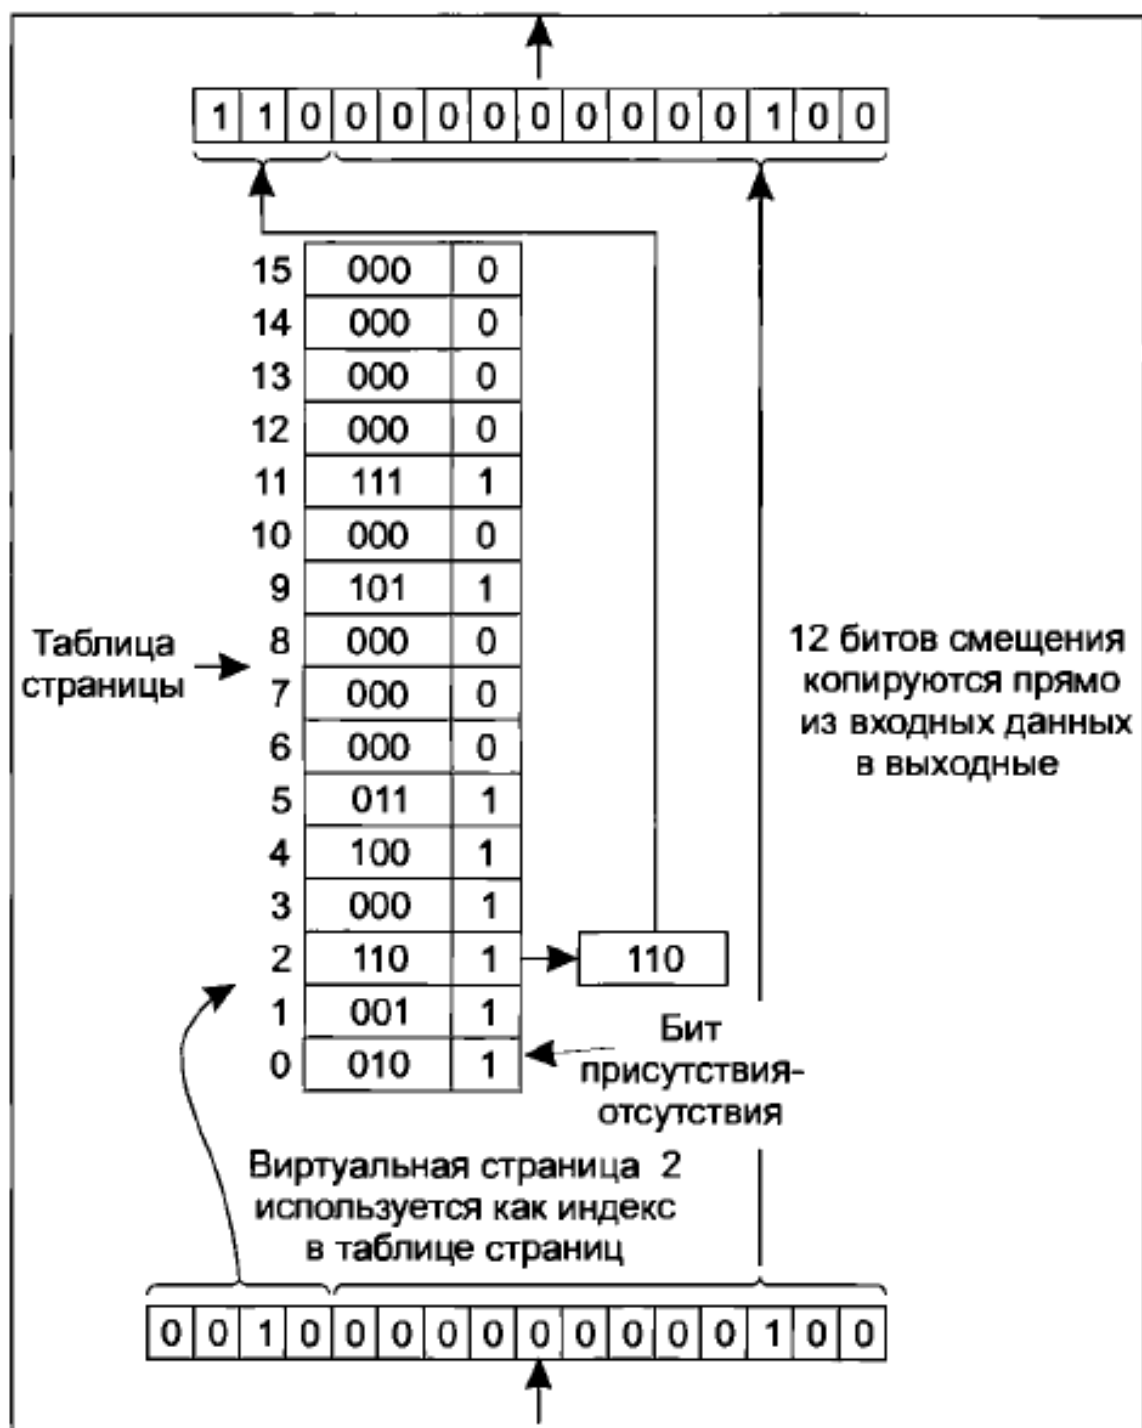 1 1 0 0 0 0 0 0 0 0 0 0 1 0 0
15 000 0
14 000 0
13 000 0
12 000 0
11 111 1
10 000 0
9 101 1
8 000 0
7 000 0
6 000 0
5 011 1
4 100 1
3 000 1
2 110 1 110
1 001 1
0 010 1
Таблица
страницы
12 битов смещения
копируются прямо
из входных данных
в выходные
Бит
присутствия-
отсутствия
Виртуальная страница 2
используется как индекс
в таблице страниц
0 0 1 0 0 0 0 0 0 0 0 0 0 1 0 0